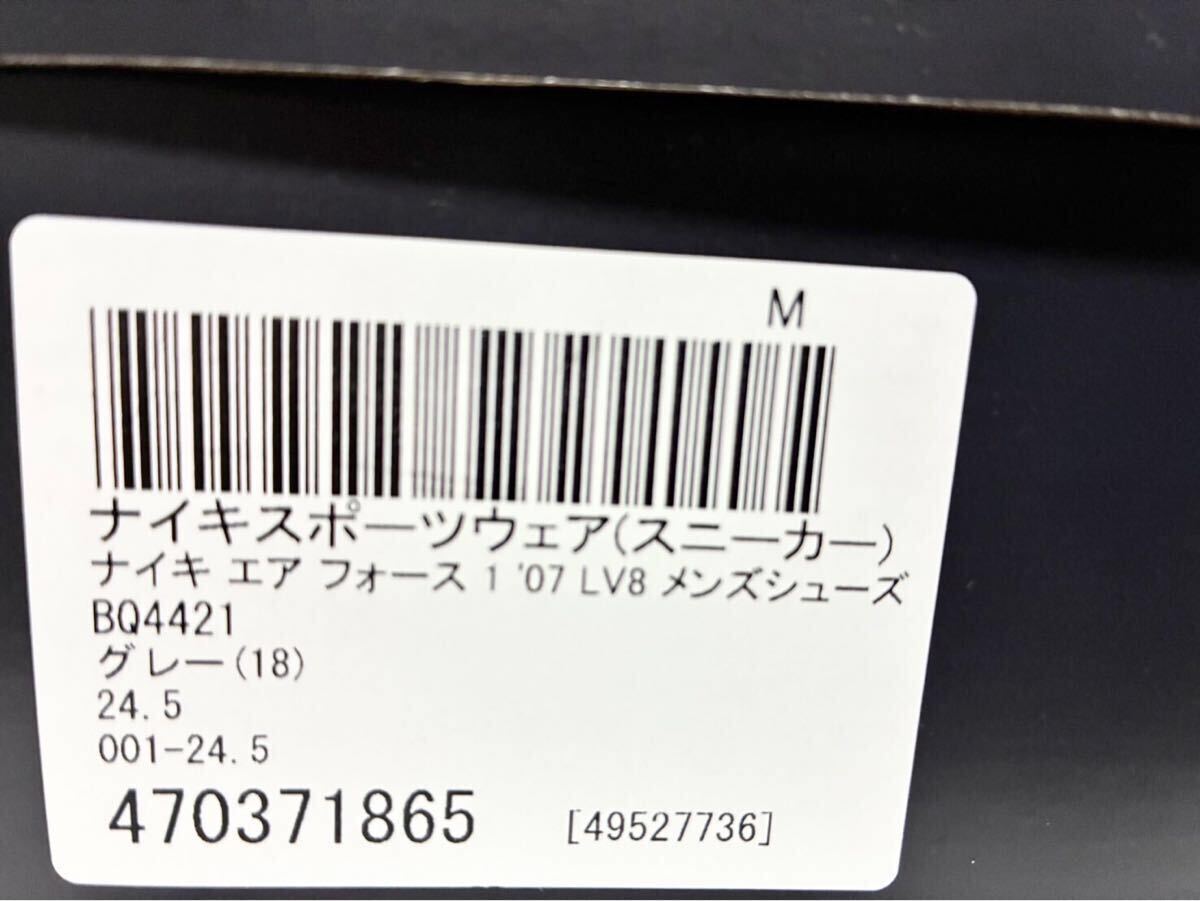 M
ナイキスポーツウェア(スニーカー)
ナイキ エア フォース 1 '07 LV8 メンズシューズ
BQ4421
グレー(18)
24.5
001-24.5
470371865 [49527736]